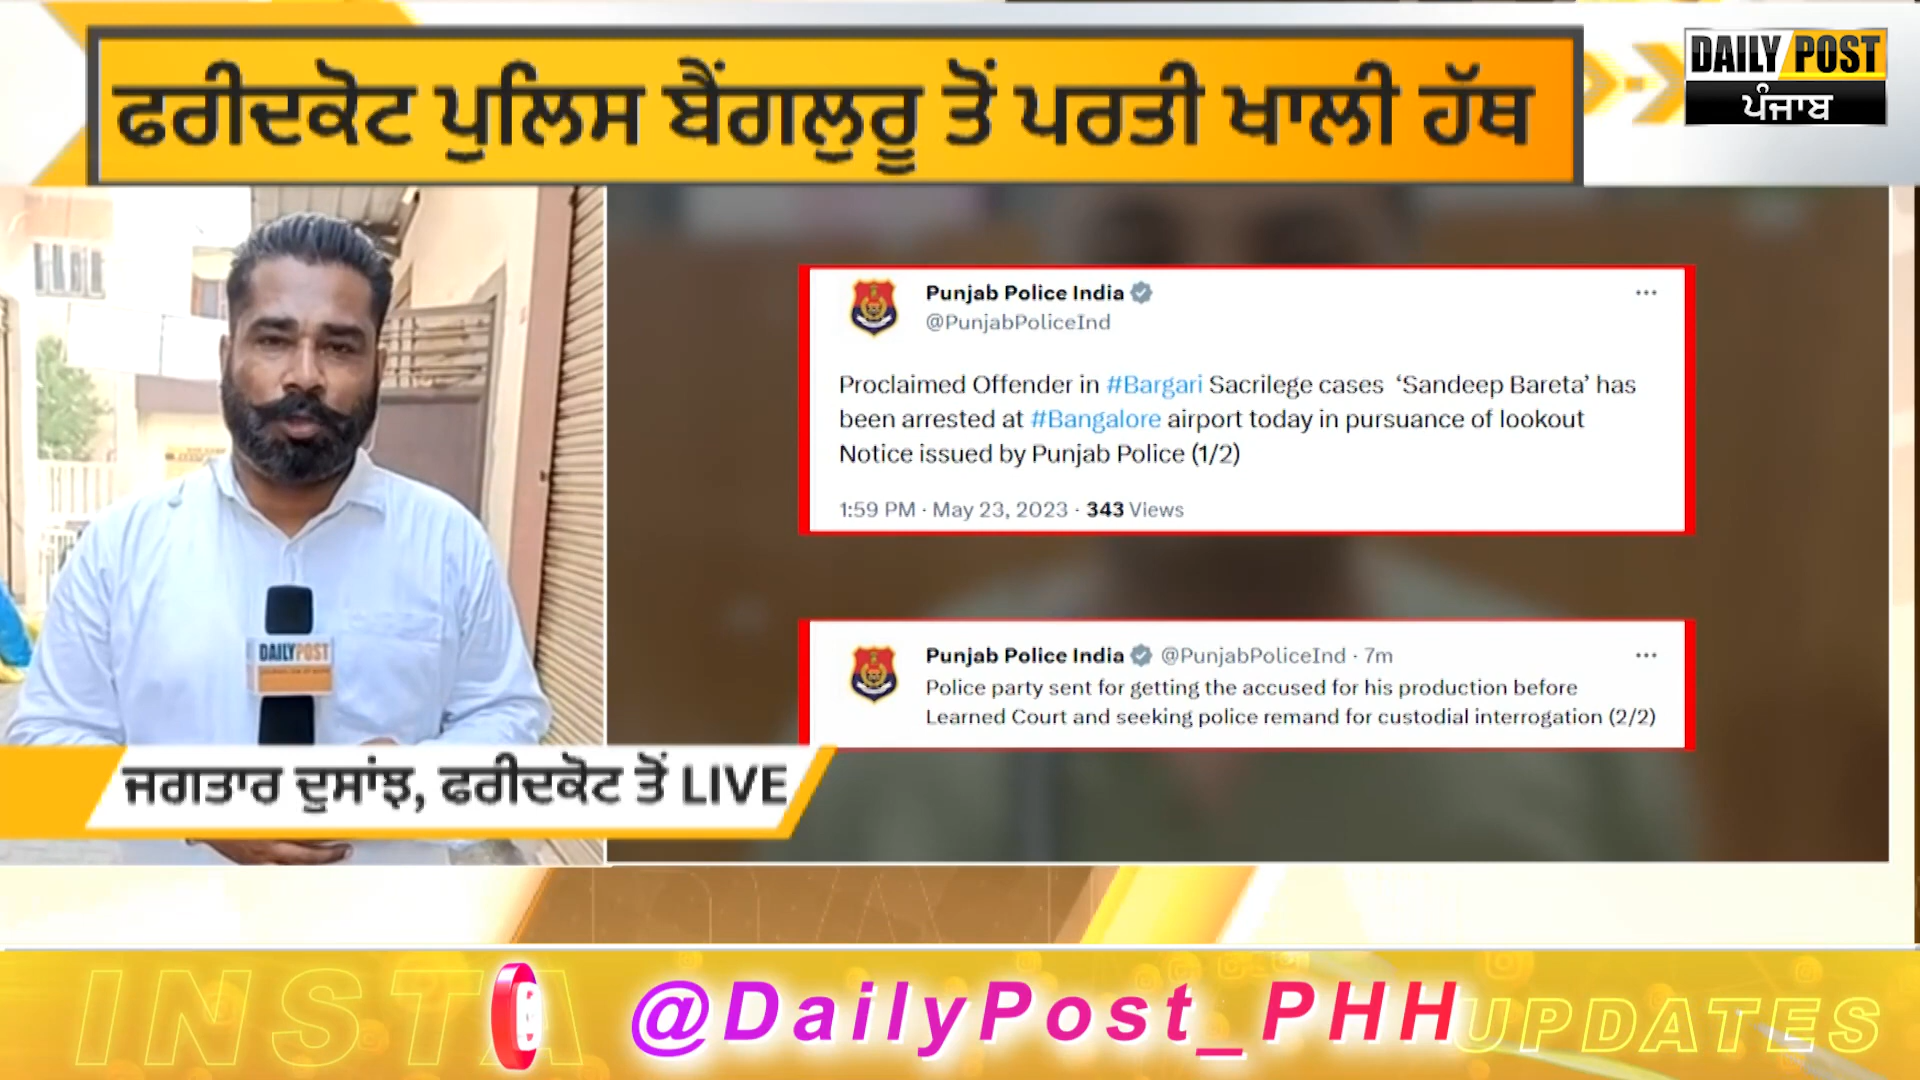 ਫਰੀਦਕੋਟ ਪੁਲਿਸ ਬੈਂਗਲੁਰੂ ਤੋਂ ਪਰਤੀ ਖਾਲੀ ਹੱਥ
DAILY POST
ਪੰਜਾਬ
Punjab Police India
@PunjabPoliceInd
Proclaimed Offender in #Bargari Sacrilege cases ‘Sandeep Bareta’ has
been arrested at #Bangalore airport today in pursuance of lookout
Notice issued by Punjab Police (1/2)
1:59 PM · May 23, 2023 · 343 Views
Punjab Police India @PunjabPoliceInd · 7m
Police party sent for getting the accused for his production before
Learned Court and seeking police remand for custodial interrogation (2/2)
DAILYPOST
ਜਗਤਾਰ ਦੁਸਾਂਝ, ਫਰੀਦਕੋਟ ਤੋਂ LIVE
INSTA @DailyPost_PHH UPDATES